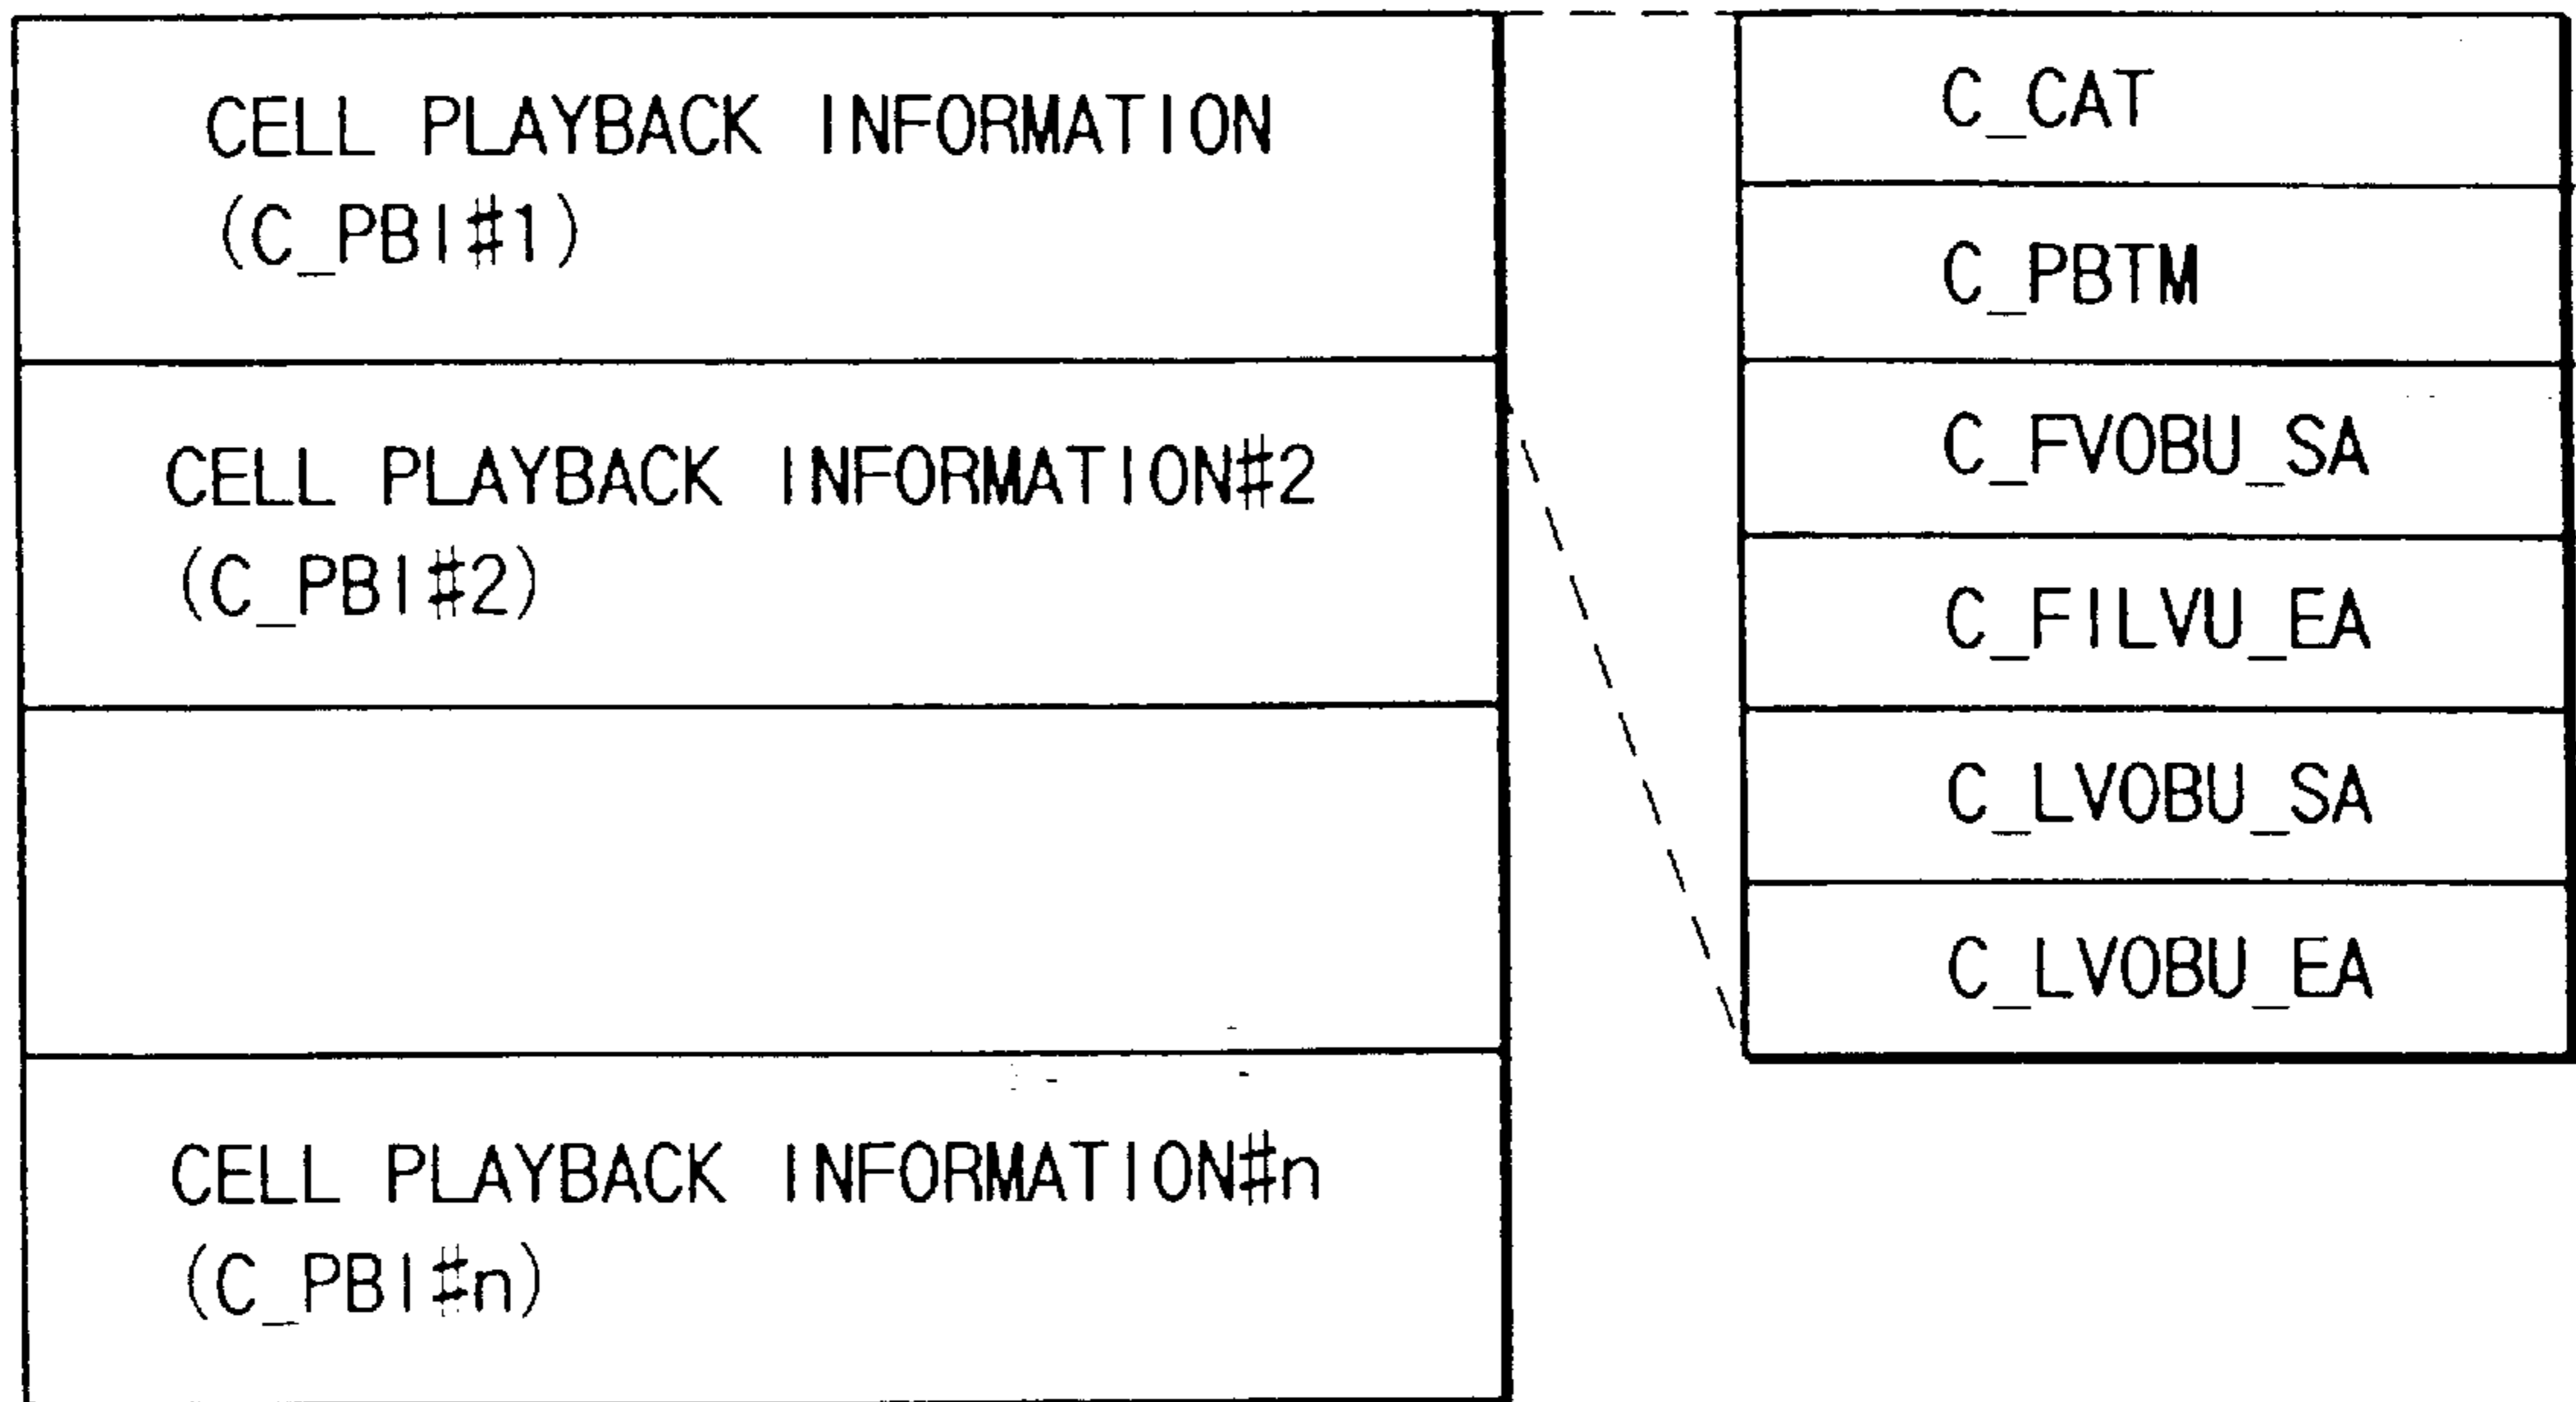 CELL PLAYBACK INFORMATION
(C_PBI#1)
CELL PLAYBACK INFORMATION#2
(C_PBI#2)
CELL PLAYBACK INFORMATION#n
(C_PBI#n)
C_CAT
C_PBTM
C_FVOBU_SA
C_FILVU_EA
C_LVOBU_SA
C_LVOBU_EA